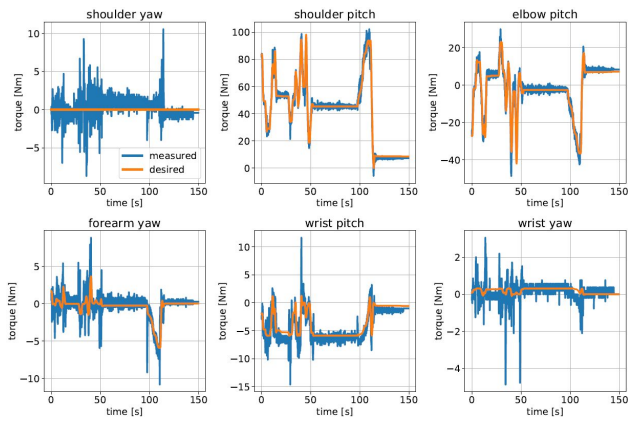 shoulder yaw
torque [Nm]
10
5
0
−5
0
50
100
150
time [s]
measured
desired
shoulder pitch
torque [Nm]
100
80
60
40
20
0
0
50
100
150
time [s]
elbow pitch
torque [Nm]
20
0
−20
−40
0
50
100
150
time [s]
forearm yaw
torque [Nm]
5
0
−5
−10
0
50
100
150
time [s]
wrist pitch
torque [Nm]
10
5
0
−5
−10
−15
0
50
100
150
time [s]
wrist yaw
torque [Nm]
2
0
−2
−4
0
50
100
150
time [s]